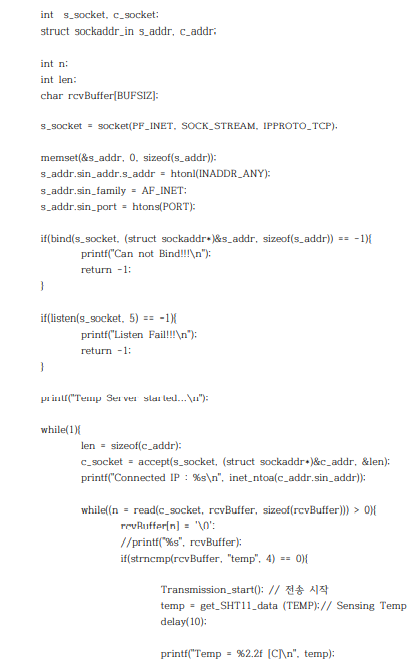 int  s_socket, c_socket;
struct sockaddr_in s_addr, c_addr;
int n;
int len;
char rcvBuffer[BUFSIZ];
s_socket = socket(PF_INET, SOCK_STREAM, IPPROTO_TCP);
memset(&s_addr, 0, sizeof(s_addr));
s_addr.sin_addr.s_addr = htonl(INADDR_ANY);
s_addr.sin_family = AF_INET;
s_addr.sin_port = htons(PORT);
if(bind(s_socket, (struct sockaddr*)&s_addr, sizeof(s_addr)) == -1){
printf("Can not Bind!!!\n");
return -1;
}
if(listen(s_socket, 5) == -1){
printf("Listen Fail!!!\n");
return -1;
}
printf("Temp Server started...\n");
while(1){
len = sizeof(c_addr);
c_socket = accept(s_socket, (struct sockaddr*)&c_addr, &len);
printf("Connected IP : %s\n", inet_ntoa(c_addr.sin_addr));
while((n = read(c_socket, rcvBuffer, sizeof(rcvBuffer))) > 0){
rcvBuffer[n] = '\0';
//printf("%s", rcvBuffer);
if(strncmp(rcvBuffer, "temp", 4) == 0){
Transmission_start(); // 전송 시작
temp = get_SHT11_data (TEMP);// Sensing Temp
delay(10);
printf("Temp = %2.2f [C]\n", temp);